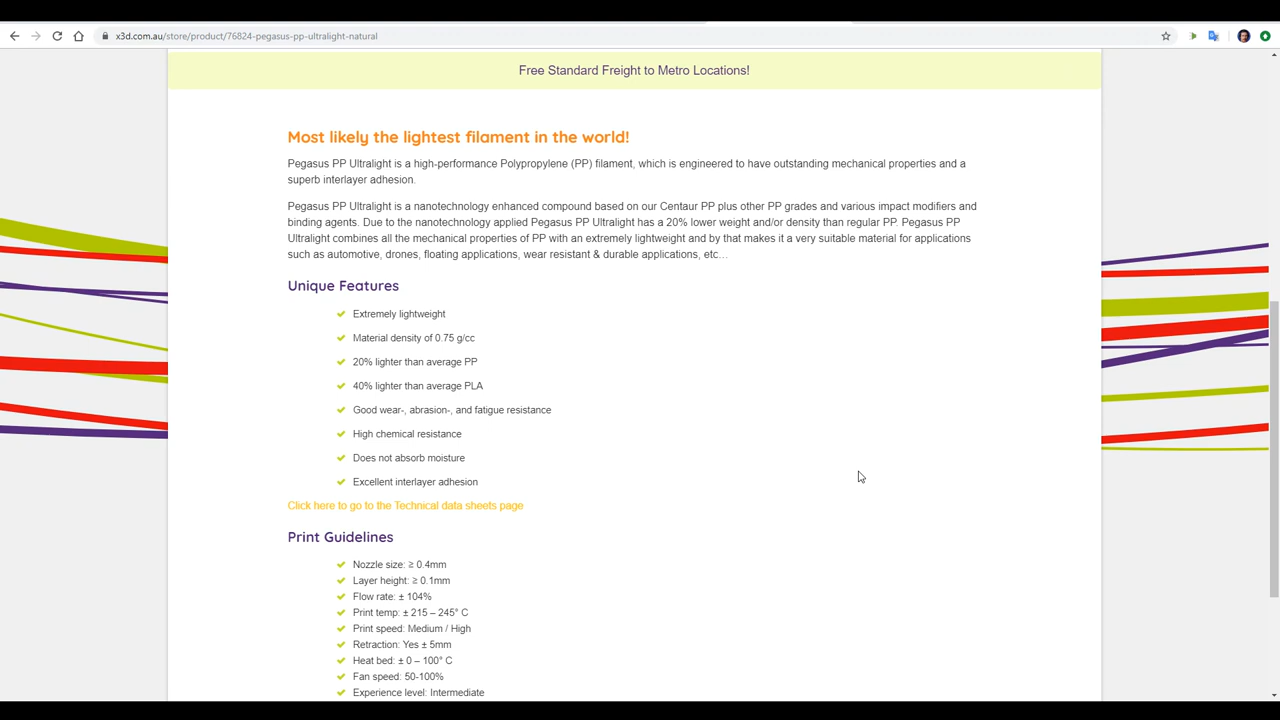 x3d.com.au/store/product/76824-pegasus-pp-ultralight-natural
Free Standard Freight to Metro Locations!
Most likely the lightest filament in the world!
Pegasus PP Ultralight is a high-performance Polypropylene (PP) filament, which is engineered to have outstanding mechanical properties and a
superb interlayer adhesion.
Pegasus PP Ultralight is a nanotechnology enhanced compound based on our Centaur PP plus other PP grades and various impact modifiers and
binding agents. Due to the nanotechnology applied Pegasus PP Ultralight has a 20% lower weight and/or density than regular PP. Pegasus PP
Ultralight combines all the mechanical properties of PP with an extremely lightweight and by that makes it a very suitable material for applications
such as automotive, drones, floating applications, wear resistant & durable applications, etc…
Unique Features
Extremely lightweight
Material density of 0.75 g/cc
20% lighter than average PP
40% lighter than average PLA
Good wear-, abrasion-, and fatigue resistance
High chemical resistance
Does not absorb moisture
Excellent interlayer adhesion
Click here to go to the Technical data sheets page
Print Guidelines
Nozzle size: ≥ 0.4mm
Layer height: ≥ 0.1mm
Flow rate: ± 104%
Print temp: ± 215 – 245° C
Print speed: Medium / High
Retraction: Yes ± 5mm
Heat bed: ± 0 – 100° C
Fan speed: 50-100%
Experience level: Intermediate